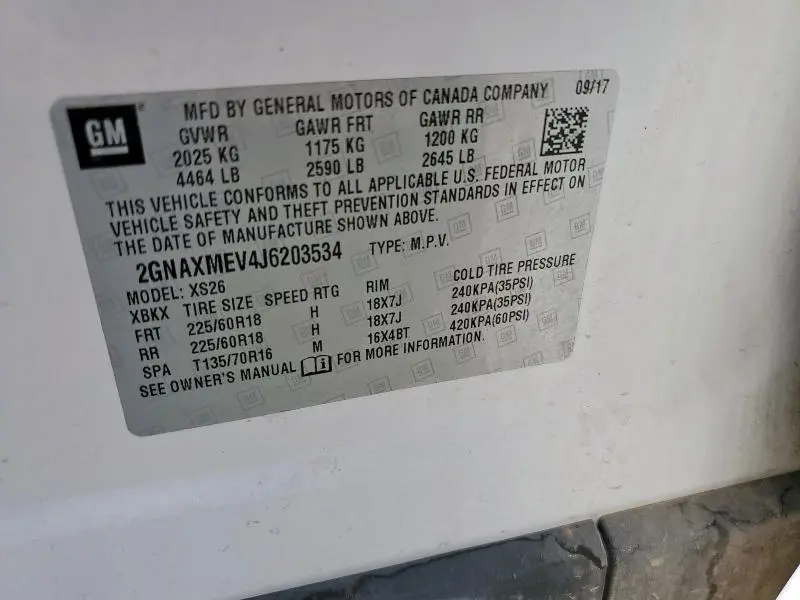 GM
MFD BY GENERAL MOTORS OF CANADA COMPANY 09/17
GVWR GAWR FRT GAWR RR
2025 KG 1175 KG 1200 KG
4464 LB 2590 LB 2645 LB
THIS VEHICLE CONFORMS TO ALL APPLICABLE U.S. FEDERAL MOTOR
VEHICLE SAFETY AND THEFT PREVENTION STANDARDS IN EFFECT ON
THE DATE OF MANUFACTURE SHOWN ABOVE.
2GNAXMEV4J6203534 TYPE: M.P.V.
MODEL: XS26
XBKX TIRE SIZE SPEED RTG RIM COLD TIRE PRESSURE
FRT 225/60R18 H 18X7J 240KPA(35PSI)
RR 225/60R18 H 18X7J 240KPA(35PSI)
SPA T135/70R16 M 16X4BT 420KPA(60PSI)
SEE OWNER'S MANUAL FOR MORE INFORMATION.